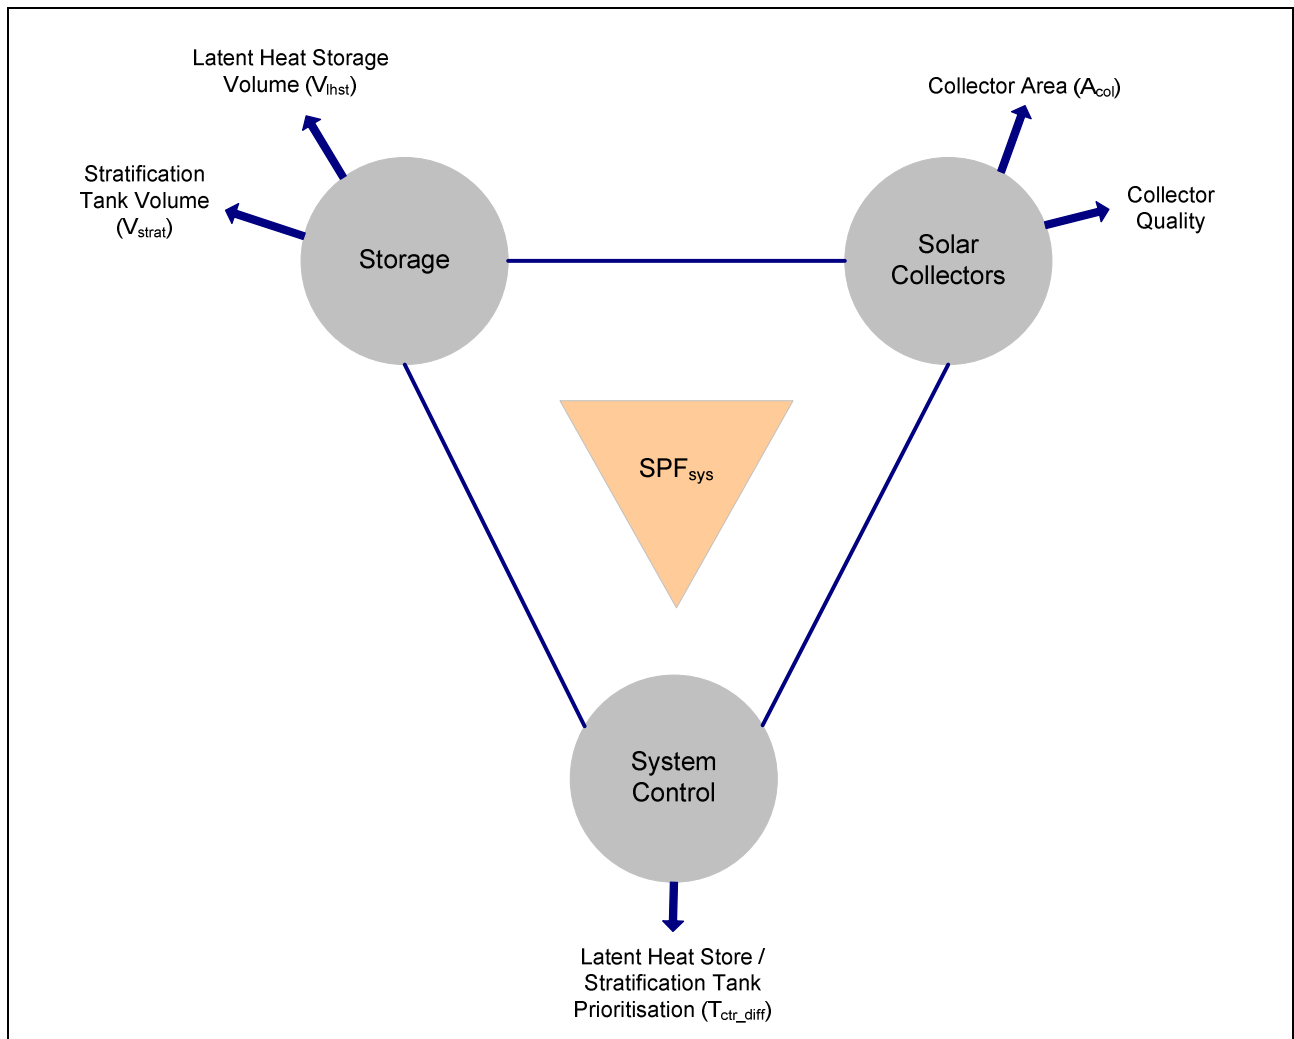 Latent Heat Storage
Volume (Vlhst)
Collector Area (Acol)
Stratification
Tank Volume
(Vstrat)
Collector
Quality
Storage
Solar
Collectors
SPFsys
System
Control
Latent Heat Store /
Stratification Tank
Prioritisation (Tctr_diff)